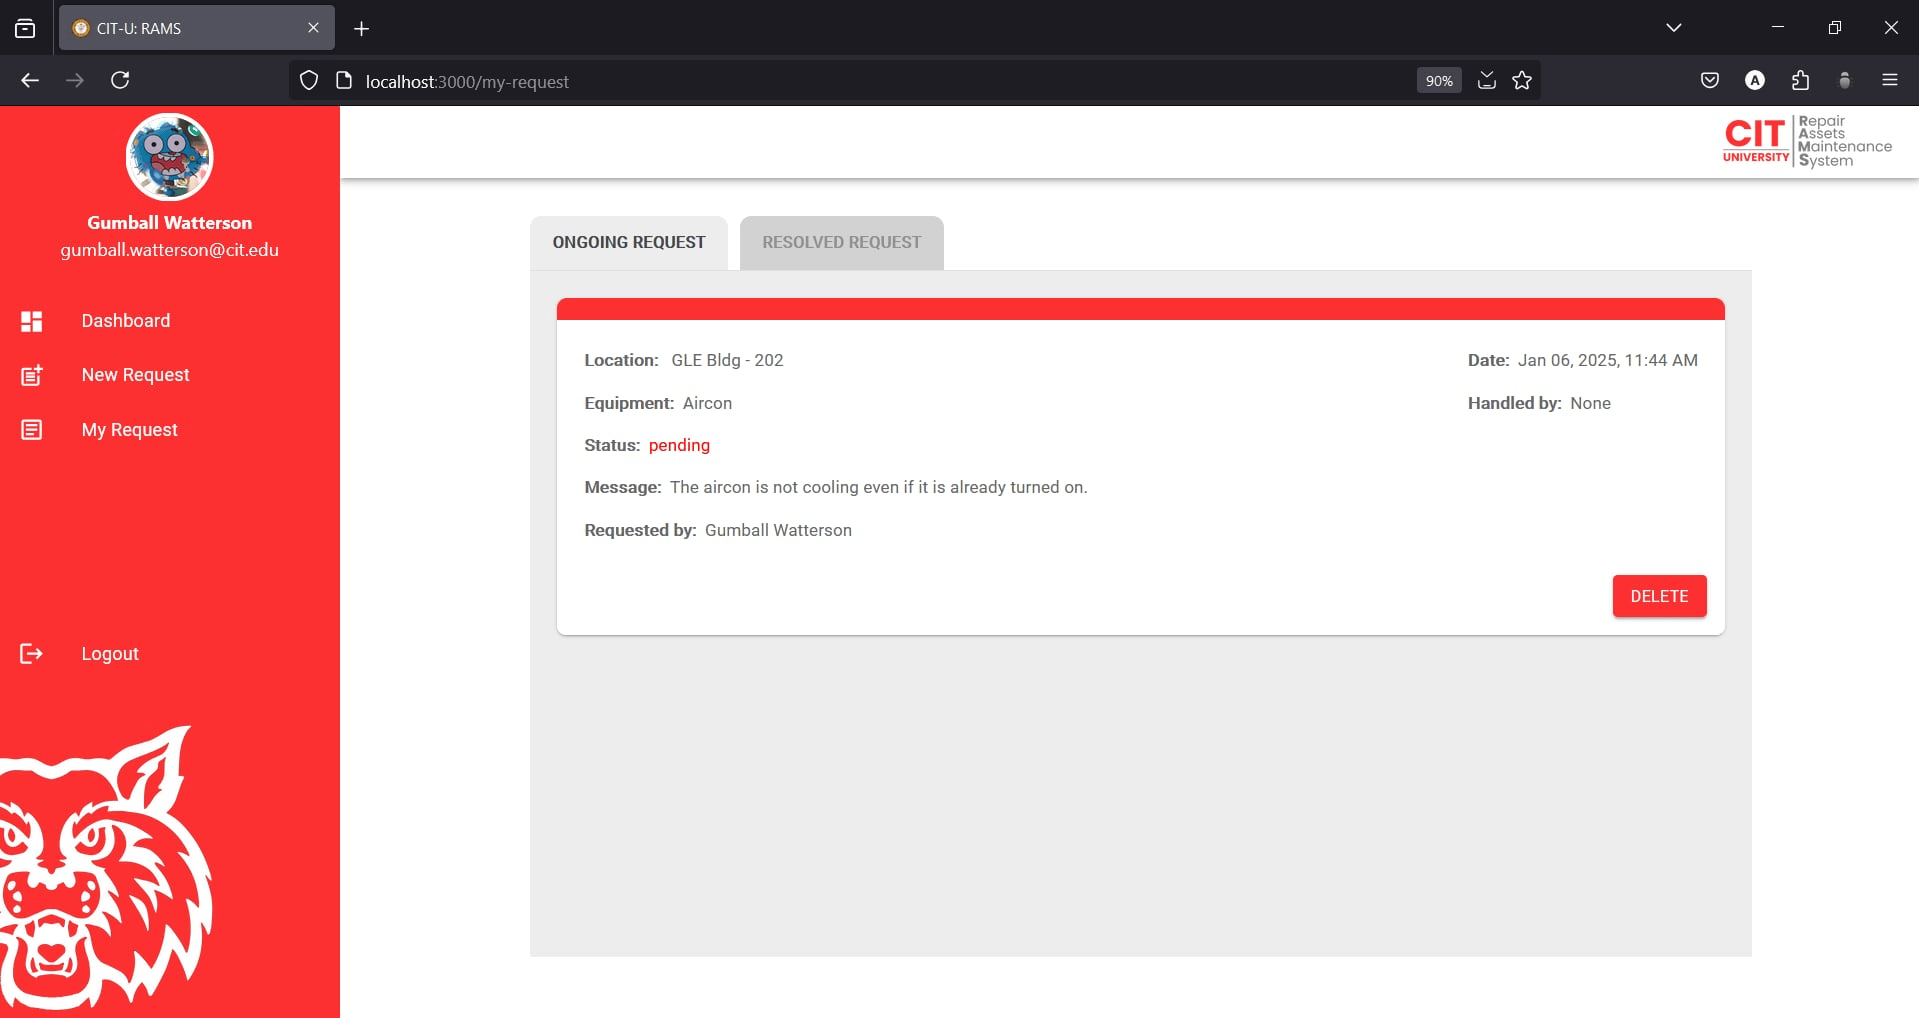 CIT-U: RAMS
localhost:3000/my-request
90%
A
Gumball Watterson
gumball.watterson@cit.edu
Dashboard
New Request
My Request
Logout
CIT
UNIVERSITY
Repair
Assets
Maintenance
System
ONGOING REQUEST
RESOLVED REQUEST
Location: GLE Bldg - 202
Date: Jan 06, 2025, 11:44 AM
Equipment: Aircon
Handled by: None
Status: pending
Message: The aircon is not cooling even if it is already turned on.
Requested by: Gumball Watterson
DELETE